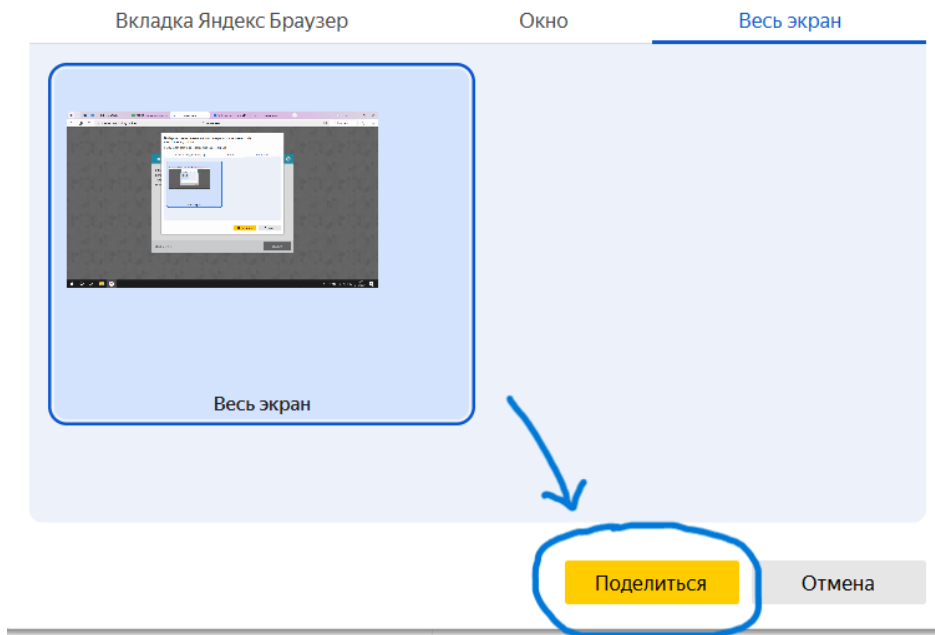 Вкладка Яндекс Браузер Окно Весь экран
Весь экран
Поделиться Отмена